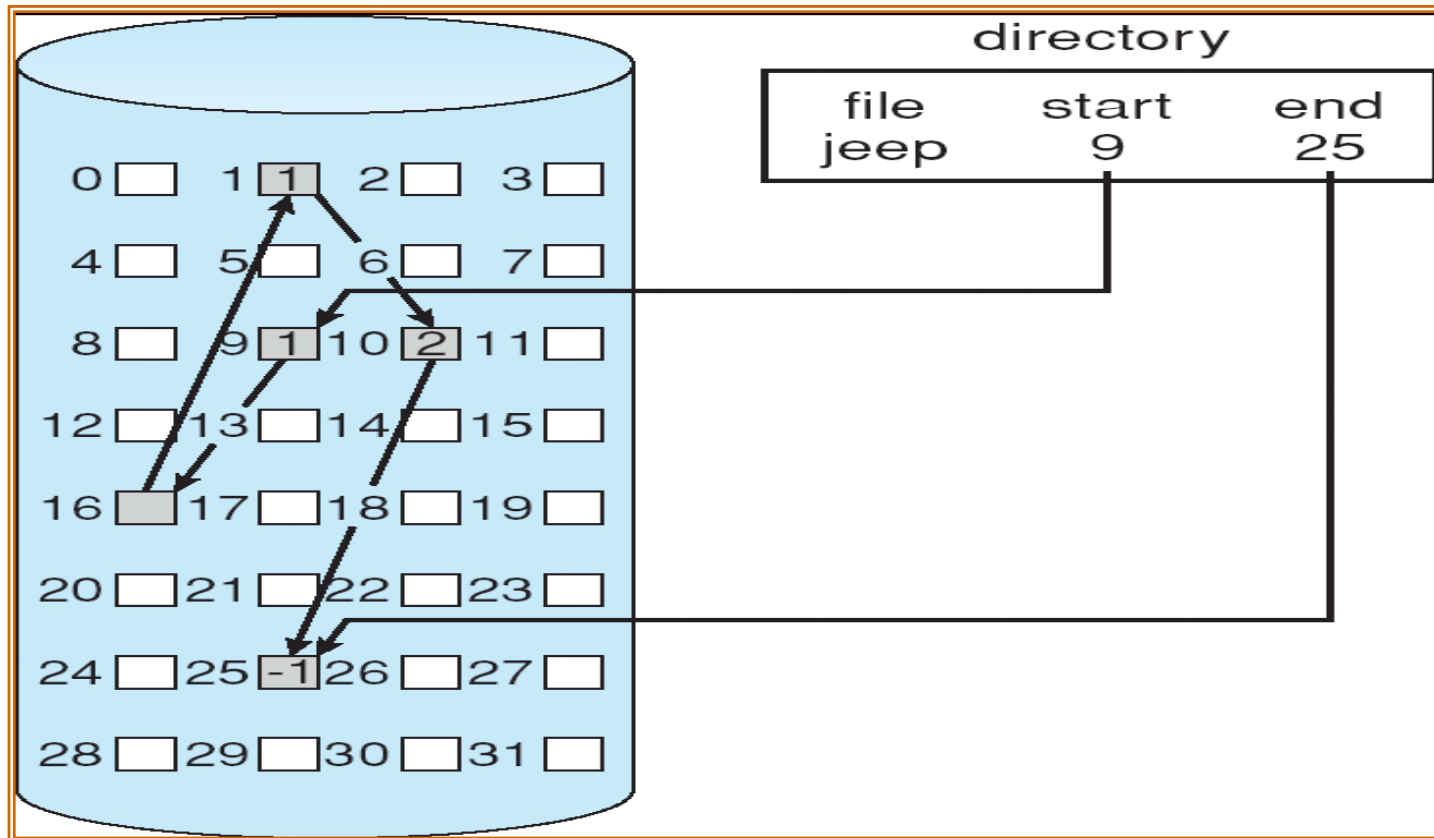 directory
file start end
jeep 9 25
0 1 1 2 3
4 5 6 7
8 9 1 10 2 11
12 13 14 15
16 17 18 19
20 21 22 23
24 25 -1 26 27
28 29 30 31